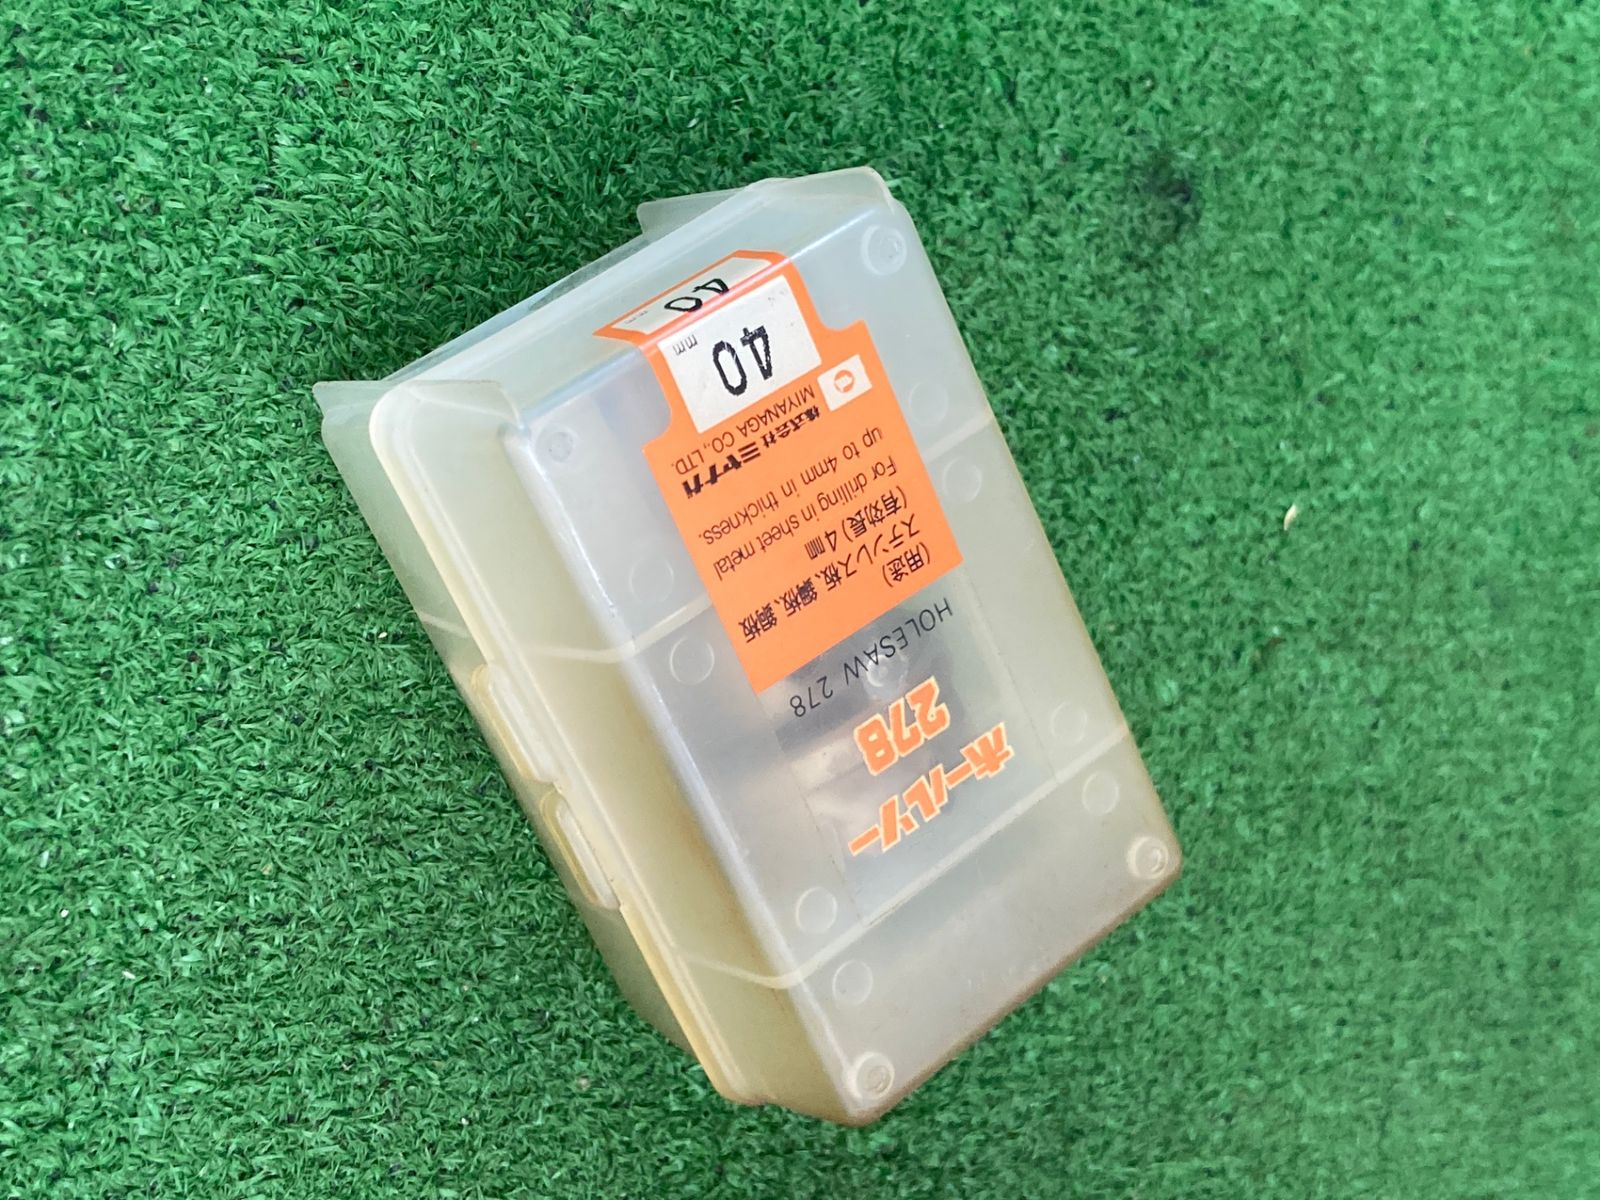 ホールソー
278
HOLESAW 278
(用途)
ステンレス板、鋼板、銅板
(有効長) 4㎜
For drilling in sheet metal
up to 4mm in thickness.
株式会社ミヤナガ
MIYANAGA CO., LTD.
40 mm
40 mm